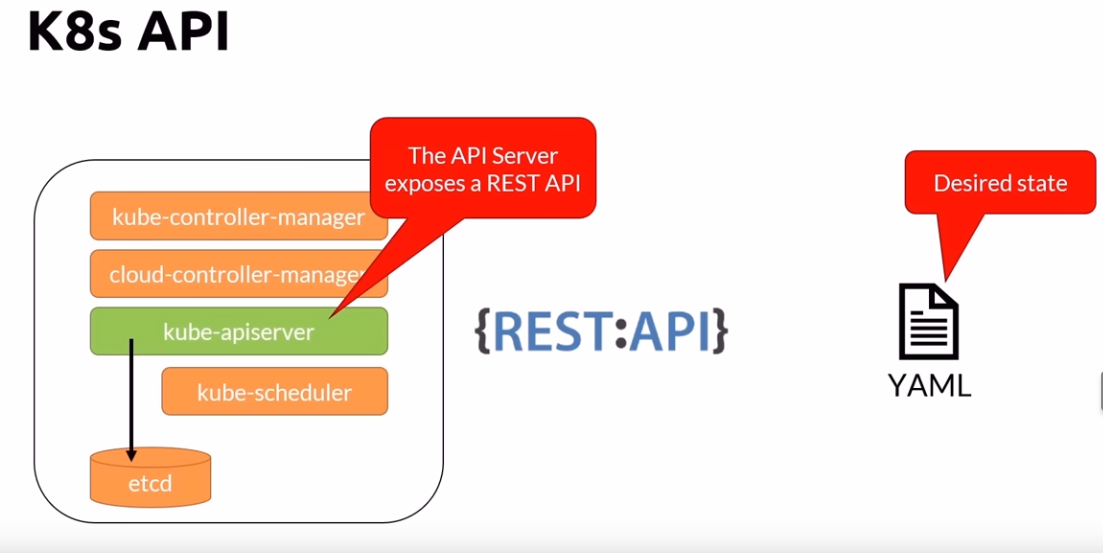 K8s API
The API Server
exposes a REST API
Desired state
kube-controller-manager
cloud-controller-manager
kube-apiserver
{REST:API}
kube-scheduler
YAML
etcd